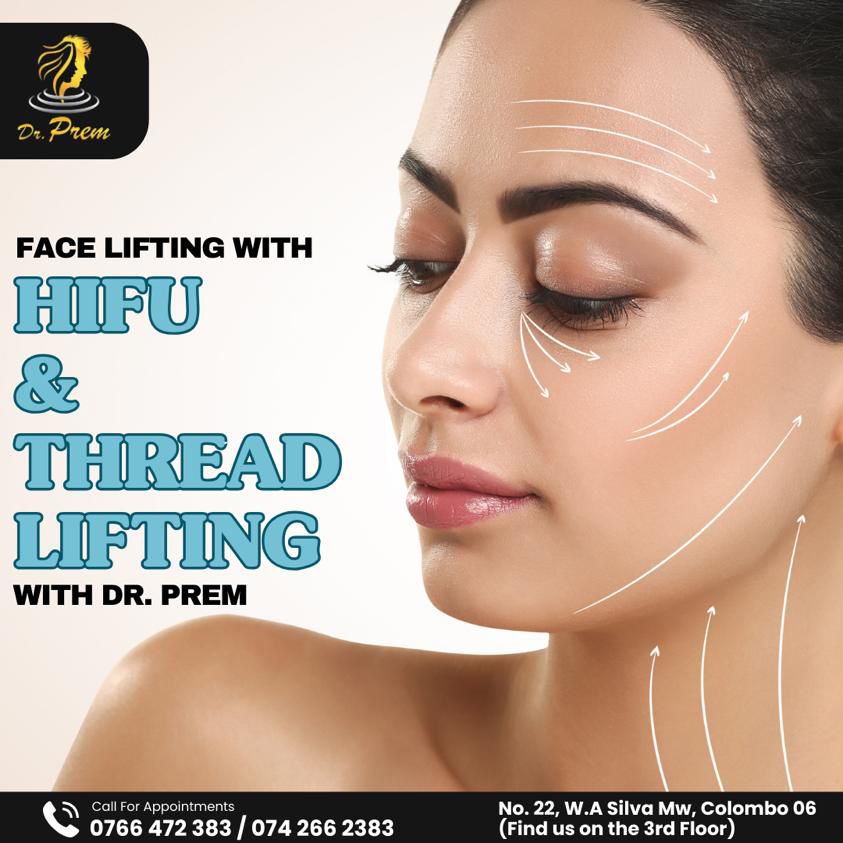 Dr. Prem
FACE LIFTING WITH
HIFU
&
THREAD
LIFTING
WITH DR. PREM
Call For Appointments
0766 472 383 / 074 266 2383
No. 22, W.A Silva Mw, Colombo 06
(Find us on the 3rd Floor)